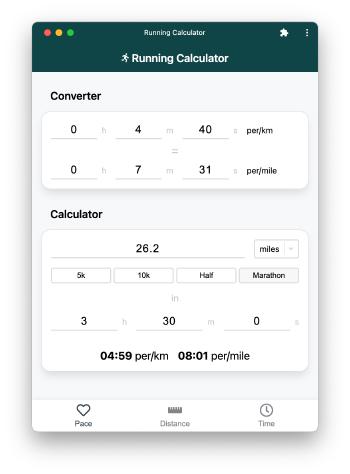 Running Calculator
Running Calculator
Converter
0 h 4 m 40 s per/km
=
0 h 7 m 31 s per/mile
Calculator
26.2 miles
5k 10k Half Marathon
in
3 h 30 m 0 s
04:59 per/km 08:01 per/mile
Pace Distance Time